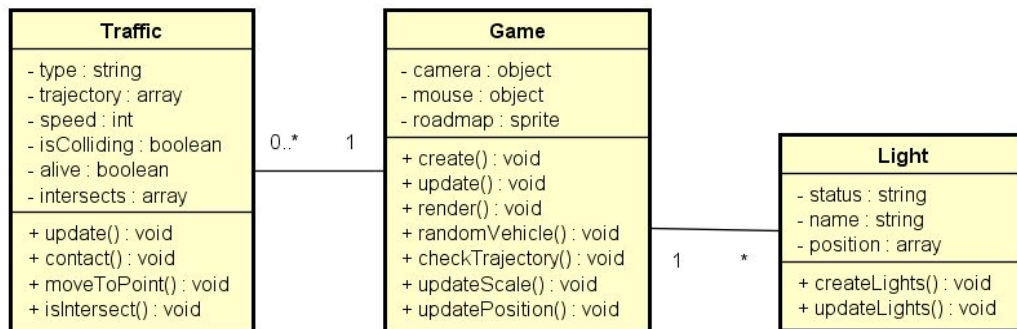 Traffic
- type : string
- trajectory : array
- speed : int
- isColliding : boolean
- alive : boolean
- intersects : array
+ update() : void
+ contact() : void
+ moveToPoint() : void
+ isIntersect() : void
0..* 1
Game
- camera : object
- mouse : object
- roadmap : sprite
+ create() : void
+ update() : void
+ render() : void
+ randomVehicle() : void
+ checkTrajectory() : void
+ updateScale() : void
+ updatePosition() : void
1 *
Light
- status : string
- name : string
- position : array
+ createLights() : void
+ updateLights() : void